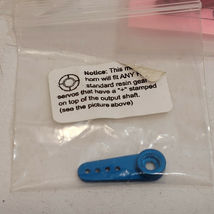 Notice: This m
horn will fit ANY
standard resin gear
servos that have a "+" stamped
on top of the output shaft.
(see the picture above)